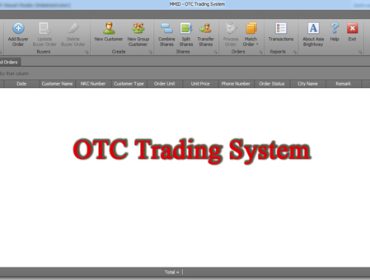 MMID - OTC Trading System
Add Buyer Order
Update Buyer Order
Delete Buyer Order
New Customer
New Group Customer
Combine Shares
Split Shares
Transfer Shares
Process Order
Match Order
Transactions
About Asia Brightway
Help
Exit
Buyers
Create
Shares
Orders
Reports
Orders
Date
Customer Name
NRC Number
Customer Type
Order Unit
Unit Price
Phone Number
Order Status
City Name
Remark
OTC Trading System
Total =